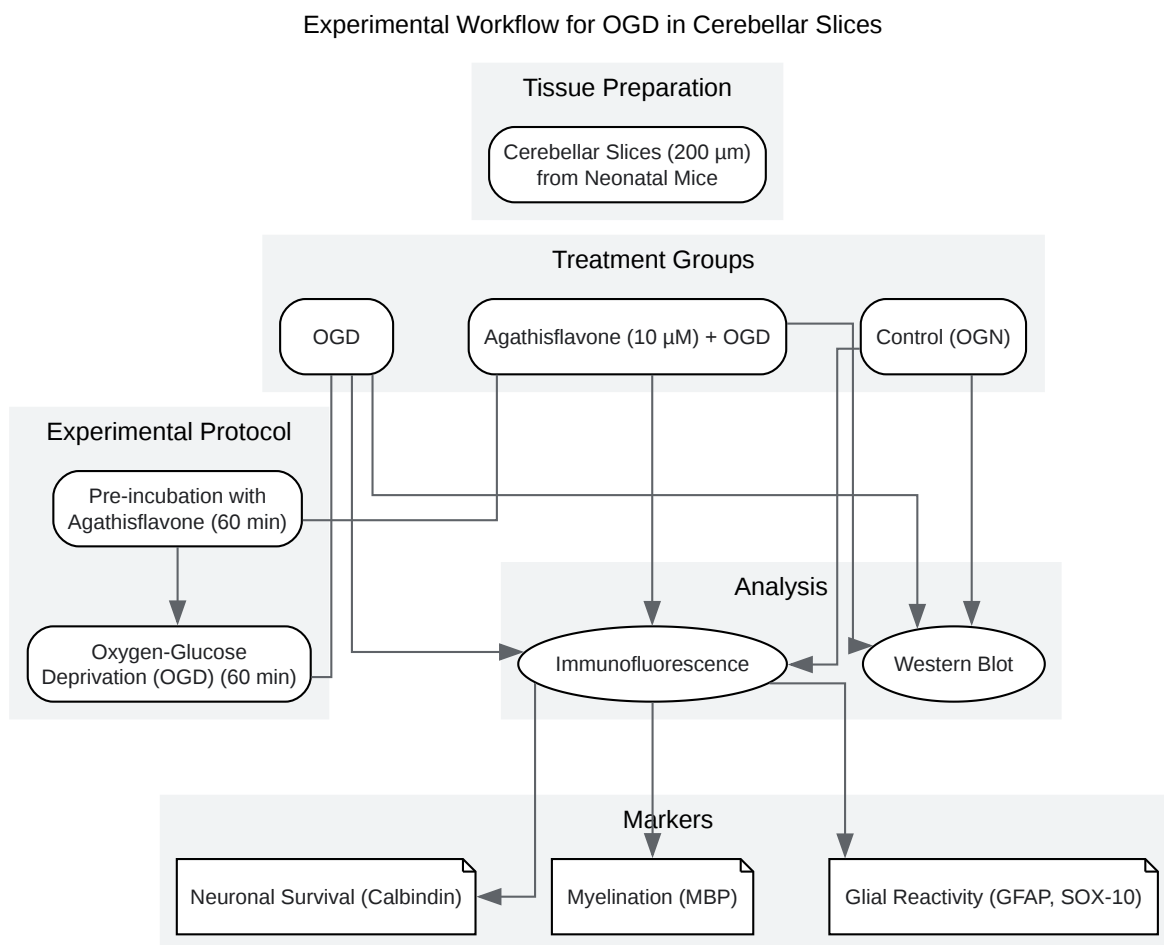 Experimental Workflow for OGD in Cerebellar Slices
Tissue Preparation
Cerebellar Slices (200 µm)
from Neonatal Mice
Treatment Groups
OGD
Agathisflavone (10 µM) + OGD
Control (OGN)
Experimental Protocol
Pre-incubation with
Agathisflavone (60 min)
Oxygen-Glucose
Deprivation (OGD) (60 min)
Analysis
Immunofluorescence
Western Blot
Markers
Neuronal Survival (Calbindin)
Myelination (MBP)
Glial Reactivity (GFAP, SOX-10)